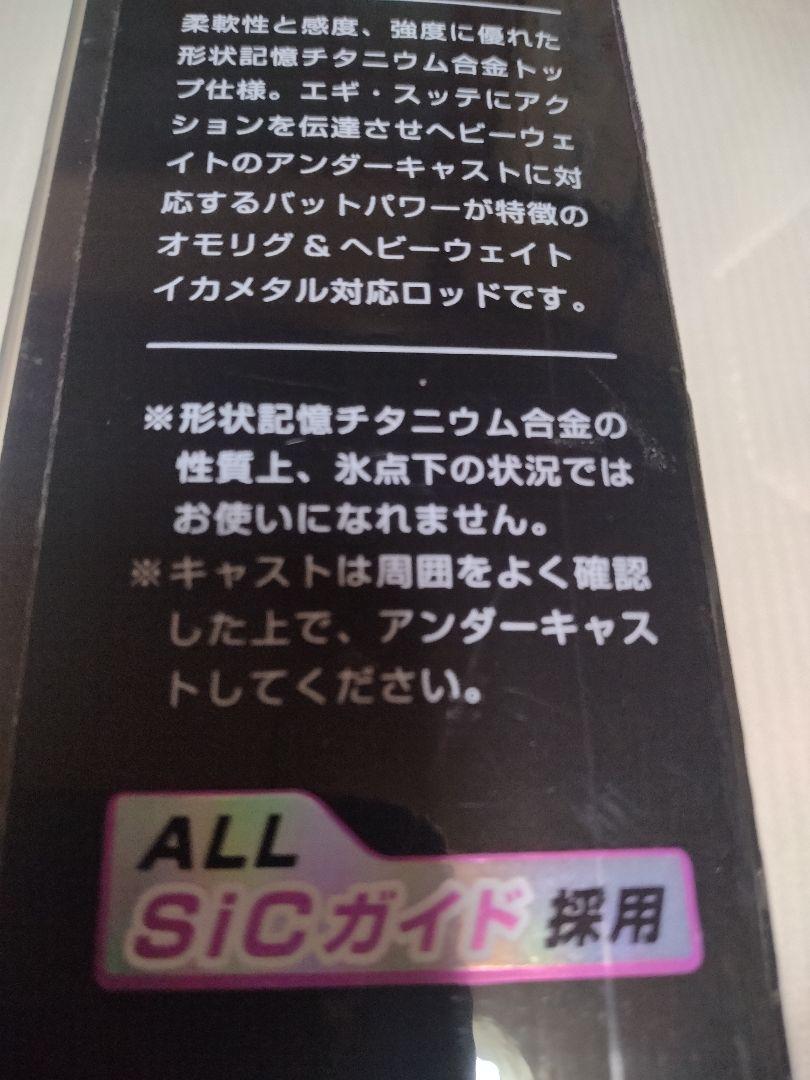 柔軟性と感度、強度に優れた
形状記憶チタニウム合金トッ
プ仕様。エギ・スッテにアク
ションを伝達させヘビーウェ
イトのアンダーキャストに対
応するバットパワーが特徴の
オモリグ&ヘビーウェイト
イカメタル対応ロッドです。
※形状記憶チタニウム合金の
性質上、氷点下の状況では
お使いになれません。
※キャストは周囲をよく確認
した上で、アンダーキャス
トしてください。
ALL
SiCガイド採用